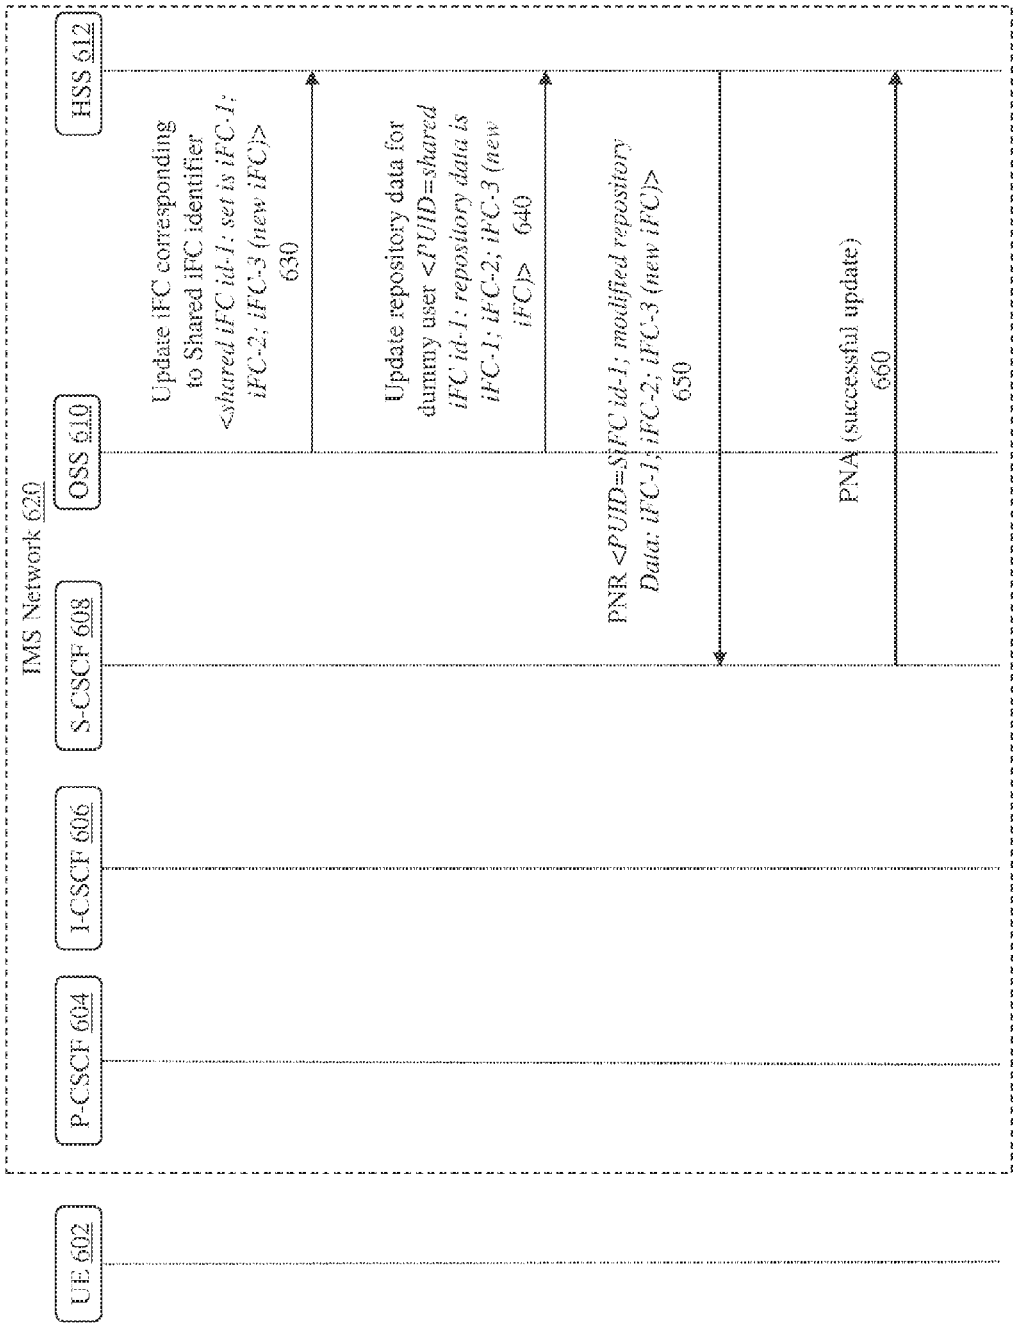 IMS Network 620
UE 602
P-CSCF 604
I-CSCF 606
S-CSCF 608
OSS 610
HSS 612
Update iFC corresponding
to Shared iFC identifier
<shared iFC id-1: set is iFC-1;
iFC-2; iFC-3 (new iFC)>
630
Update repository data for
dummy user <PUID=shared
iFC id-1: repository data is
iFC-1; iFC-2; iFC-3 (new
iFC)> 640
PNR <PUID=SiFC id-1; modified repository
Data: iFC-1; iFC-2; iFC-3 (new iFC)>
650
PNA (successful update)
660